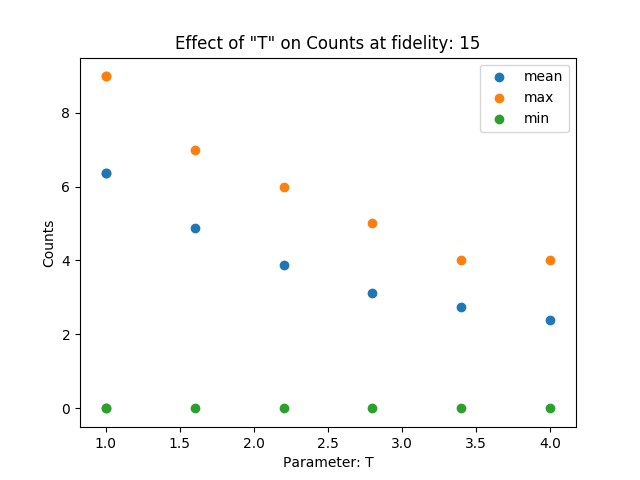 Effect of "T" on Counts at fidelity: 15
mean
max
min
Counts
8
6
4
2
0
1.0 1.5 2.0 2.5 3.0 3.5 4.0
Parameter: T